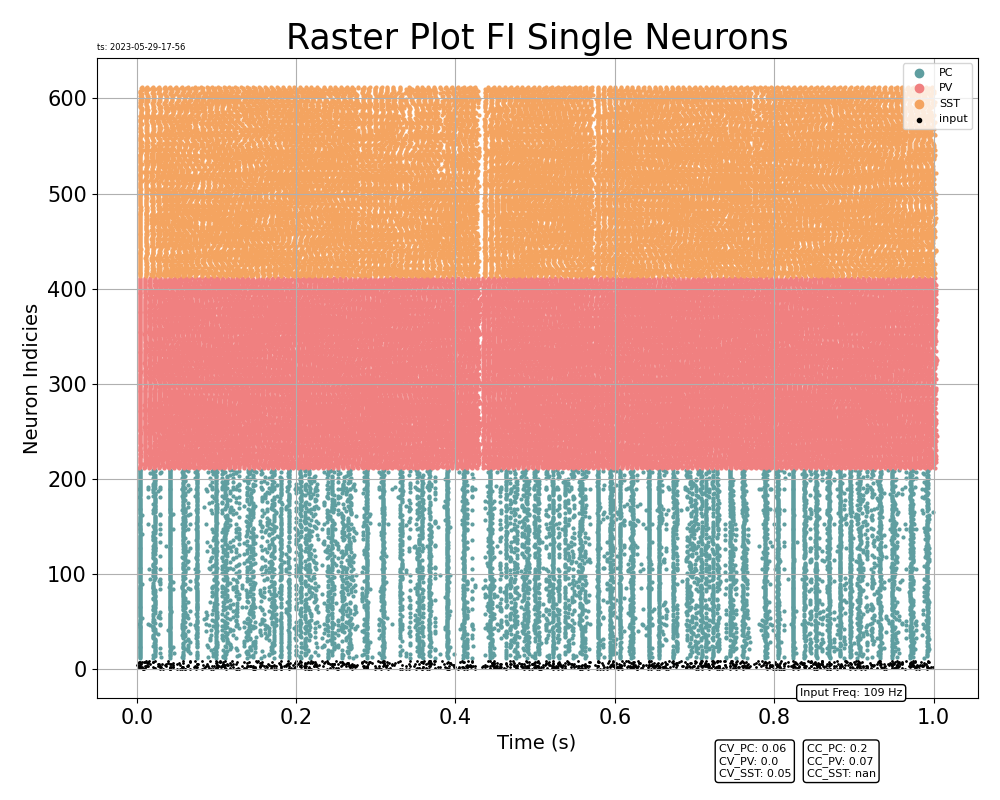 Raster Plot FI Single Neurons
ts: 2023-05-29-17-56
PC
PV
SST
input
600
500
400
300
200
100
0
Neuron Indicies
0.0 0.2 0.4 0.6 0.8 1.0
Time (s)
Input Freq: 109 Hz
CV_PC: 0.06
CV_PV: 0.0
CV_SST: 0.05
CC_PC: 0.2
CC_PV: 0.07
CC_SST: nan